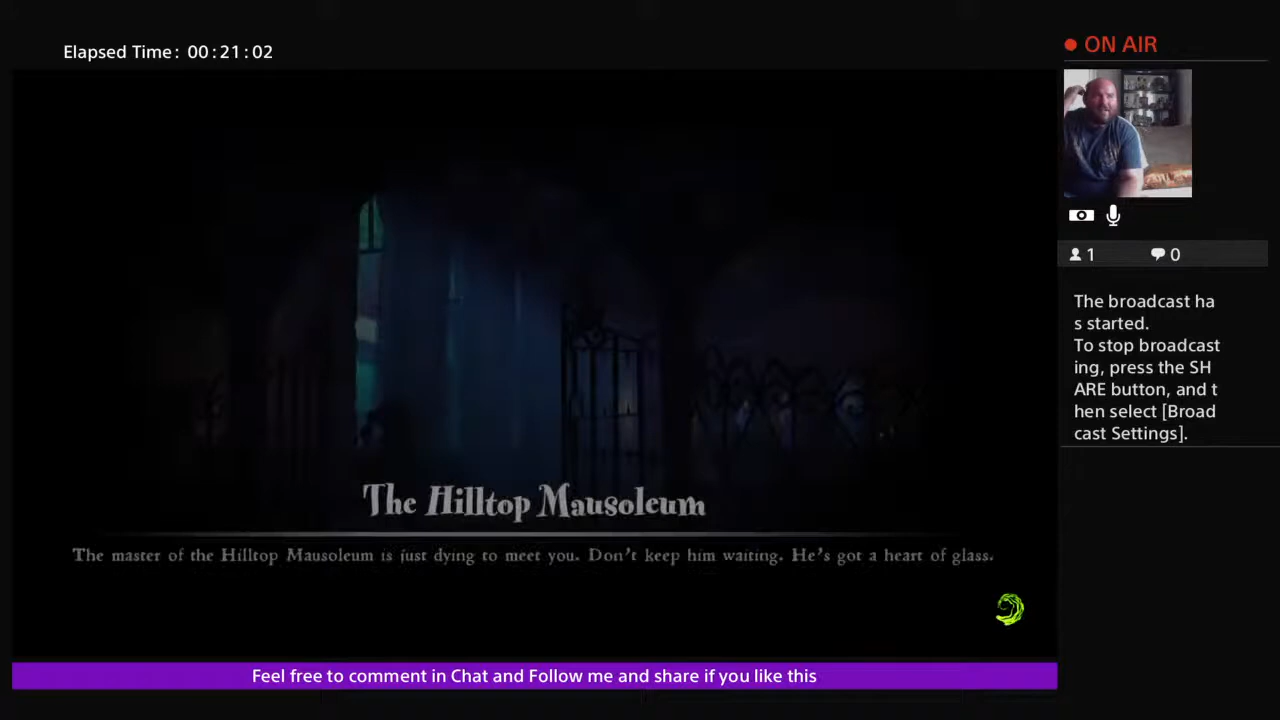 Elapsed Time: 00:21:02
ON AIR
1 0
The broadcast ha
s started.
To stop broadcast
ing, press the SH
ARE button, and t
hen select [Broad
cast Settings].
The Hilltop Mausoleum
The master of the Hilltop Mausoleum is just dying to meet you. Don't keep him waiting. He's got a heart of glass.
Feel free to comment in Chat and Follow me and share if you like this